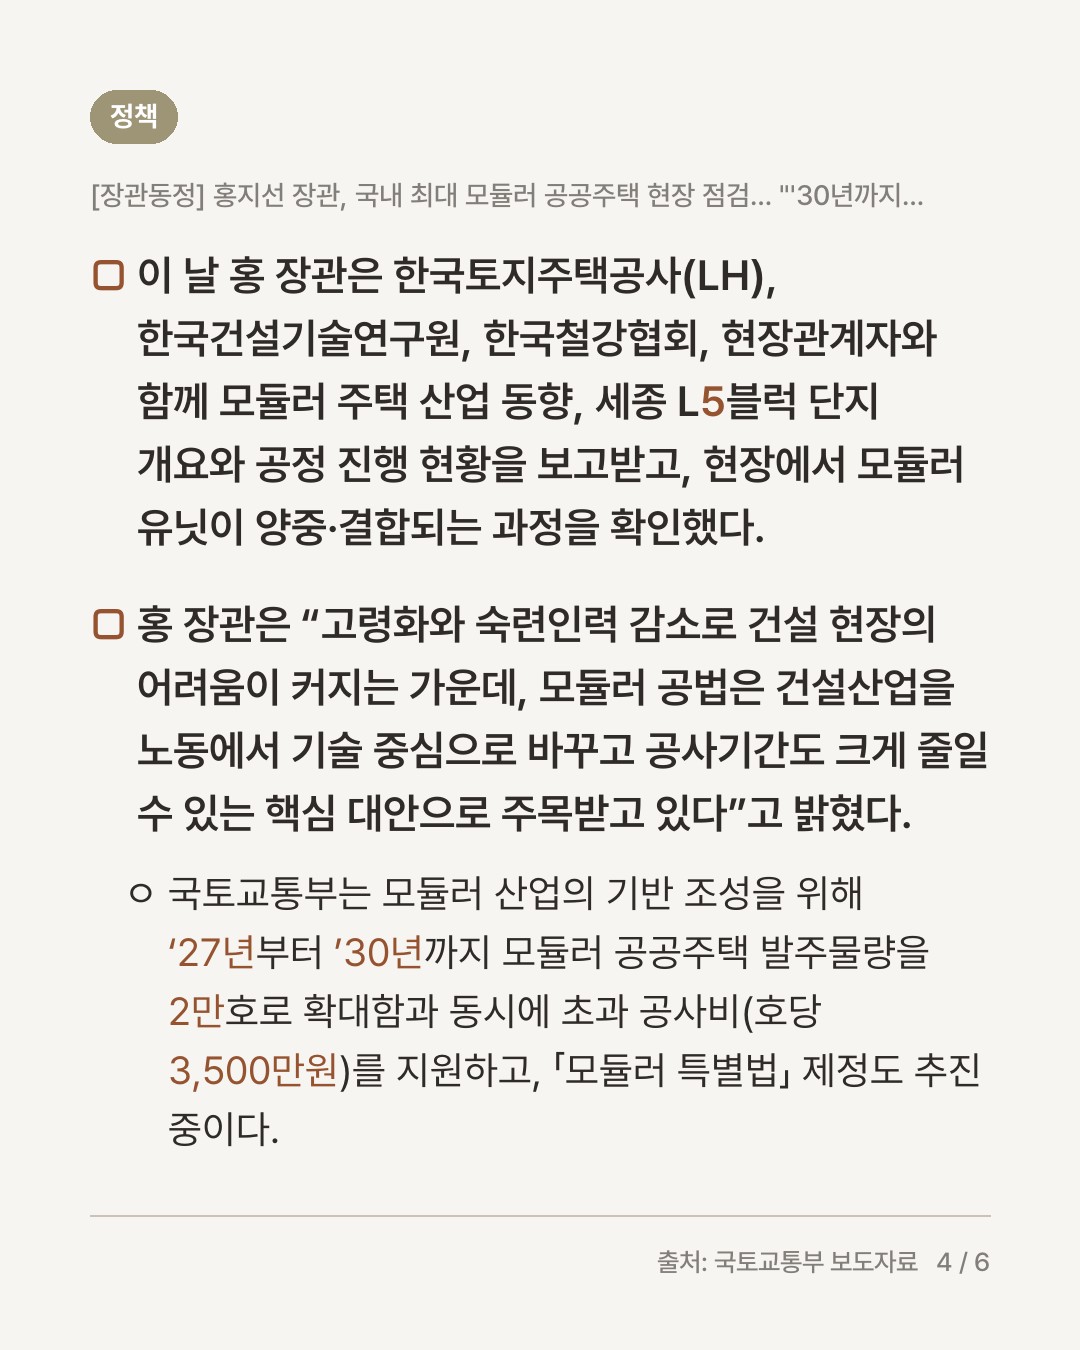 정책
[장관동정] 홍지선 장관, 국내 최대 모듈러 공공주택 현장 점검... "'30년까지...
□ 이 날 홍 장관은 한국토지주택공사(LH),
한국건설기술연구원, 한국철강협회, 현장관계자와
함께 모듈러 주택 산업 동향, 세종 L5블럭 단지
개요와 공정 진행 현황을 보고받고, 현장에서 모듈러
유닛이 양중·결합되는 과정을 확인했다.
□ 홍 장관은 “고령화와 숙련인력 감소로 건설 현장의
어려움이 커지는 가운데, 모듈러 공법은 건설산업을
노동에서 기술 중심으로 바꾸고 공사기간도 크게 줄일
수 있는 핵심 대안으로 주목받고 있다”고 밝혔다.
ㅇ 국토교통부는 모듈러 산업의 기반 조성을 위해
‘27년부터 ’30년까지 모듈러 공공주택 발주물량을
2만호로 확대함과 동시에 초과 공사비(호당
3,500만원)를 지원하고, ｢모듈러 특별법｣ 제정도 추진
중이다.
출처: 국토교통부 보도자료 4 / 6